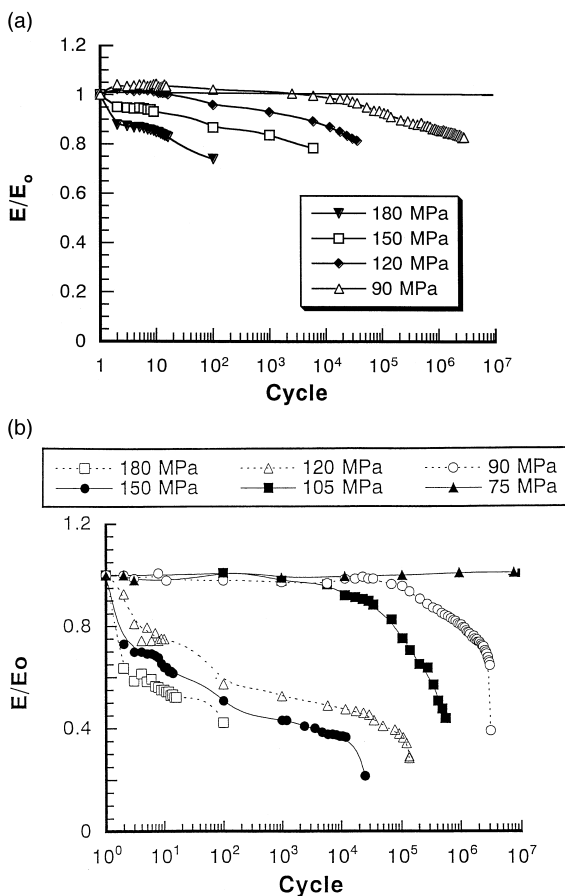 (a)
1.2
1
0.8
0.6
0.4
0.2
0
E/Eo
180 MPa
150 MPa
120 MPa
90 MPa
1 10 10² 10³ 10⁴ 10⁵ 10⁶ 10⁷
Cycle
(b)
180 MPa 120 MPa 90 MPa
150 MPa 105 MPa 75 MPa
1.2
0.8
0.4
0
E/Eo
10⁰ 10¹ 10² 10³ 10⁴ 10⁵ 10⁶ 10⁷
Cycle